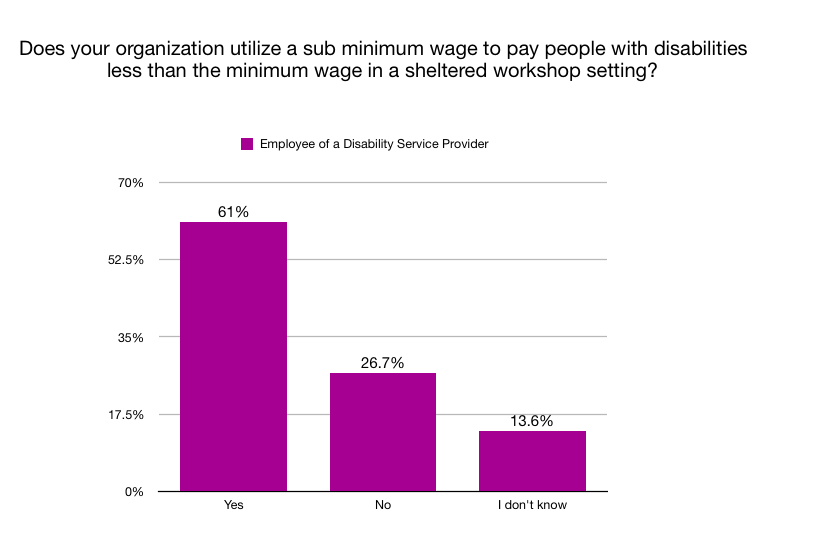 Does your organization utilize a sub minimum wage to pay people with disabilities
less than the minimum wage in a sheltered workshop setting?
Employee of a Disability Service Provider
70%
52.5%
35%
17.5%
0%
61%
26.7%
13.6%
Yes
No
I don't know